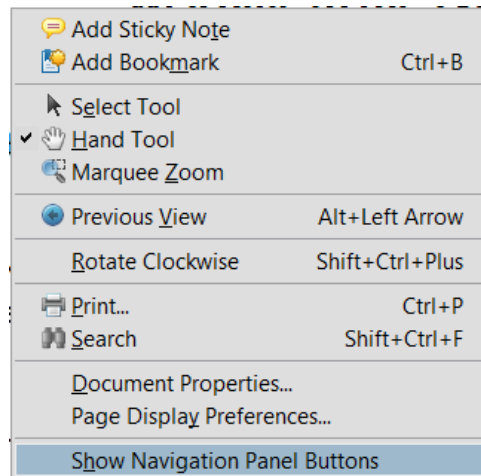 Add Sticky Note
Add Bookmark Ctrl+B
Select Tool
Hand Tool
Marquee Zoom
Previous View Alt+Left Arrow
Rotate Clockwise Shift+Ctrl+Plus
Print... Ctrl+P
Search Shift+Ctrl+F
Document Properties...
Page Display Preferences...
Show Navigation Panel Buttons